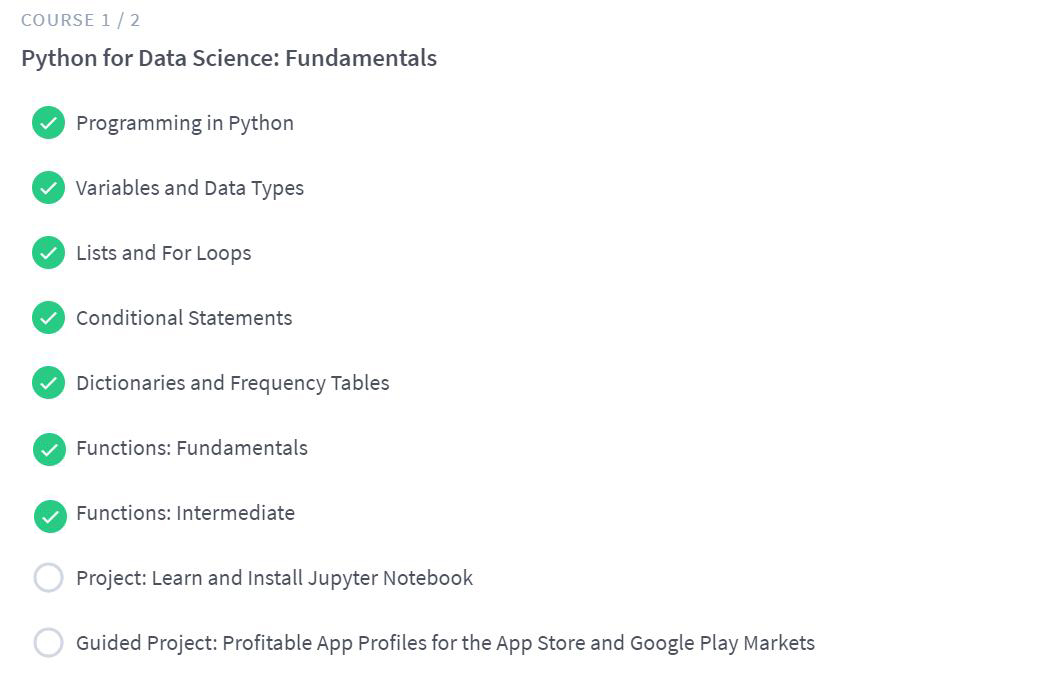 COURSE 1 / 2
Python for Data Science: Fundamentals
Programming in Python
Variables and Data Types
Lists and For Loops
Conditional Statements
Dictionaries and Frequency Tables
Functions: Fundamentals
Functions: Intermediate
Project: Learn and Install Jupyter Notebook
Guided Project: Profitable App Profiles for the App Store and Google Play Markets